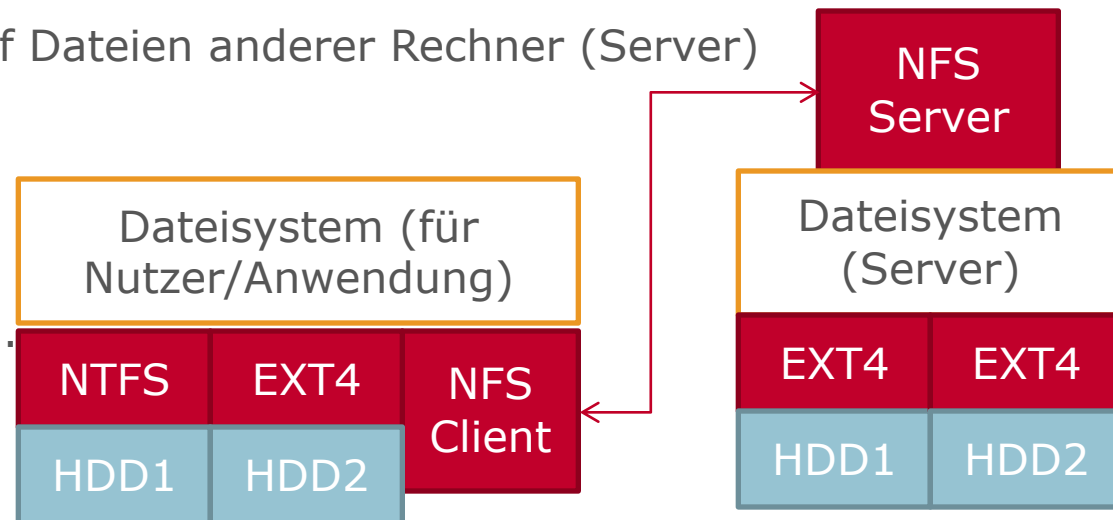 f Dateien anderer Rechner (Server)
NFS
Server
Dateisystem (für
Nutzer/Anwendung)
Dateisystem
(Server)
.
NTFS
EXT4
NFS
Client
HDD1
HDD2
EXT4
EXT4
HDD1
HDD2